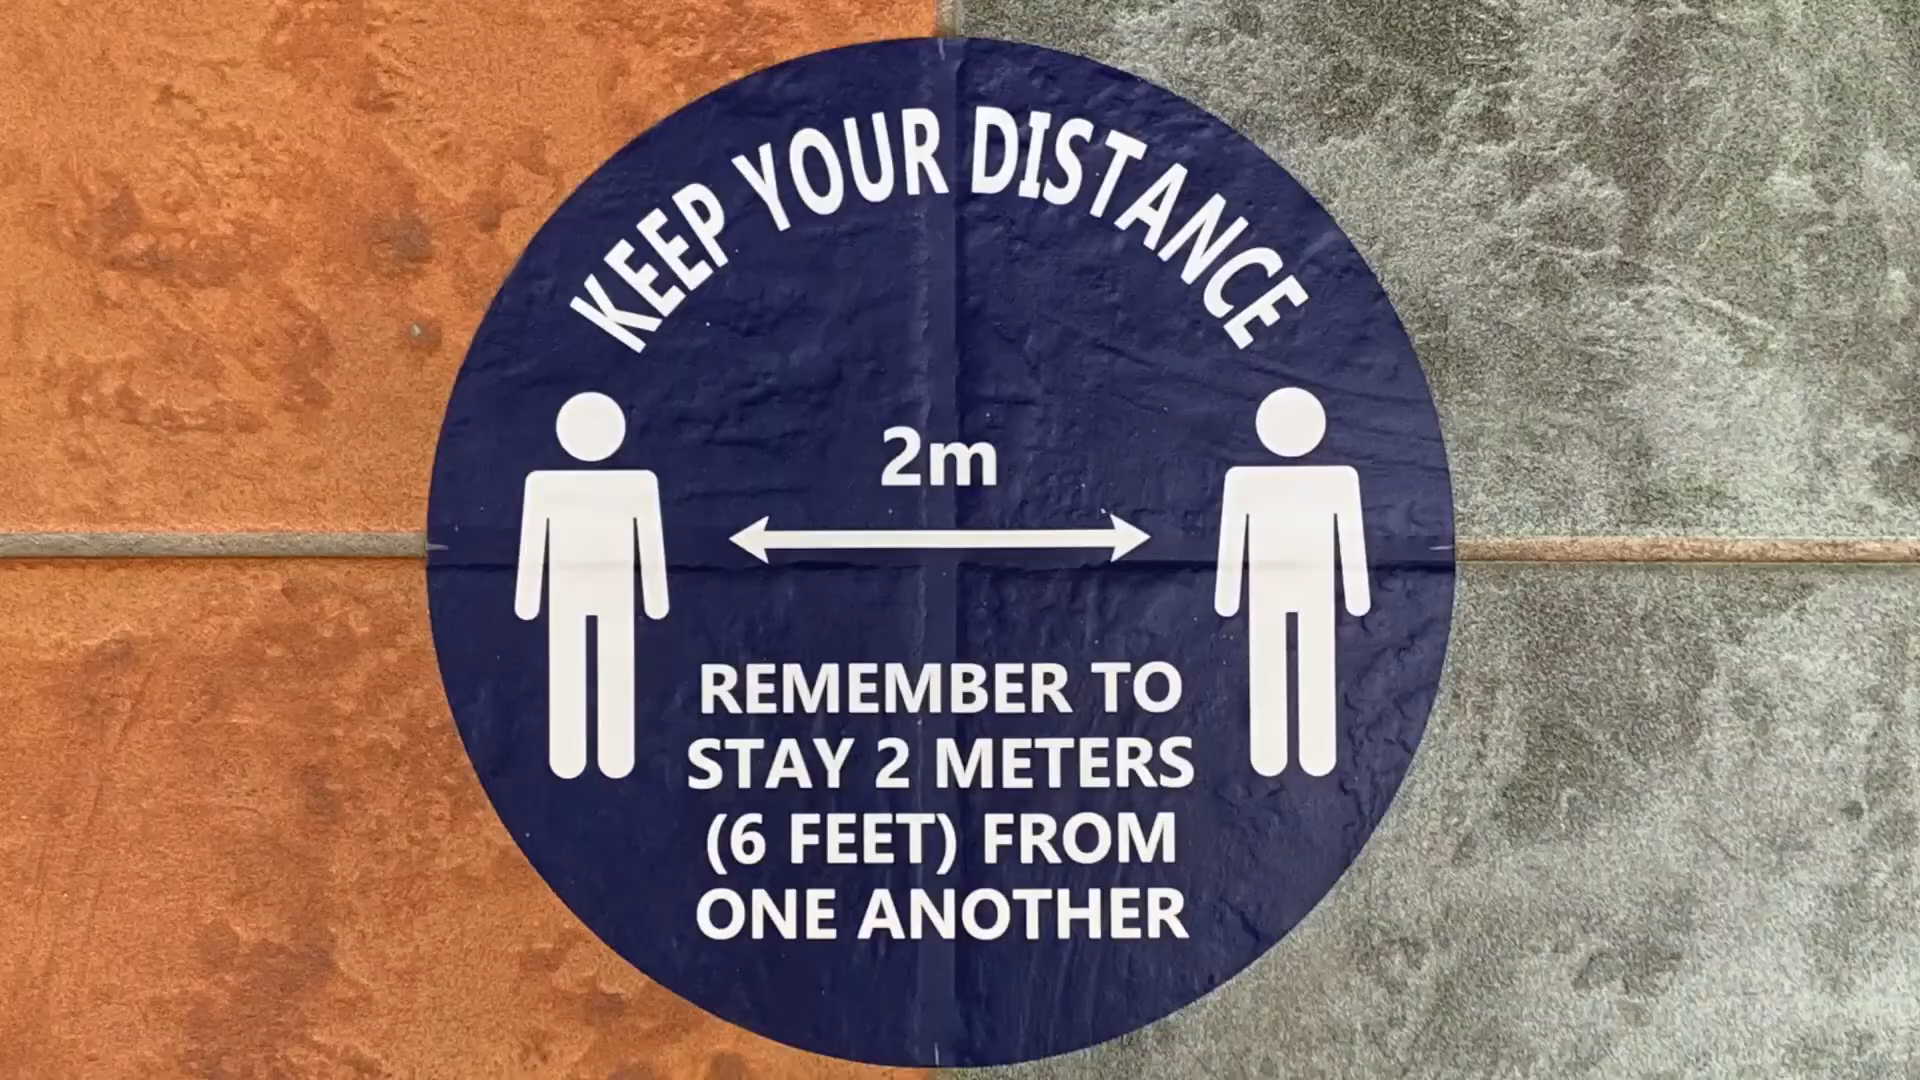 KEEP YOUR DISTANCE
2m
REMEMBER TO
STAY 2 METERS
(6 FEET) FROM
ONE ANOTHER